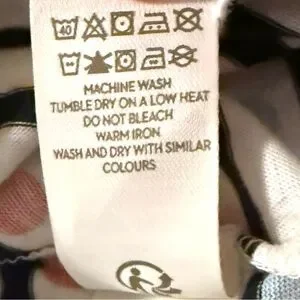 40
MACHINE WASH
TUMBLE DRY ON A LOW HEAT
DO NOT BLEACH
WARM IRON
WASH AND DRY WITH SIMILAR
COLOURS